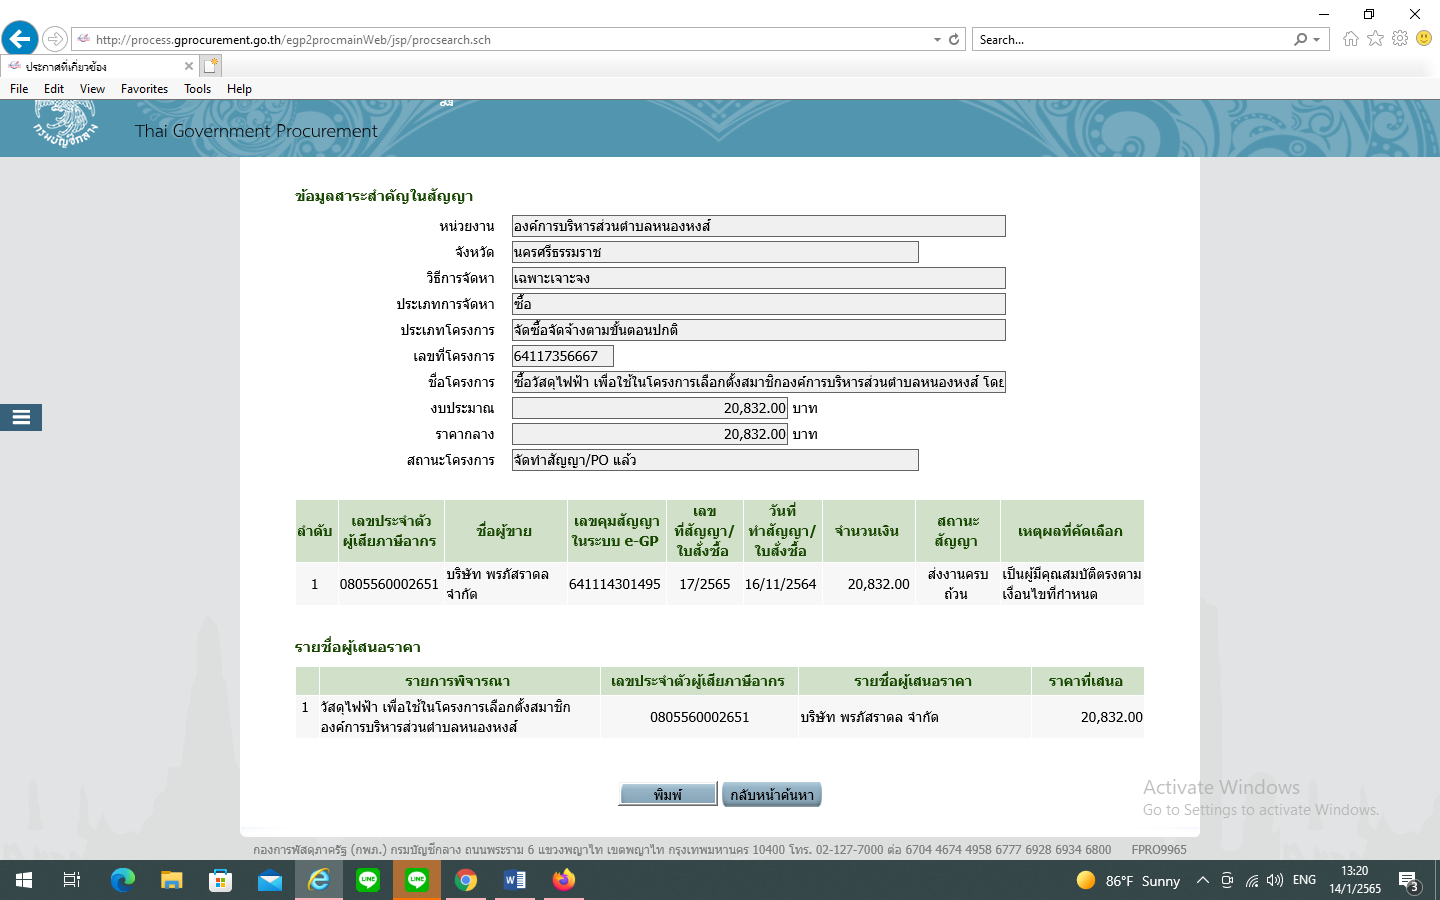 http://process.gprocurement.go.th/egp2procmainWeb/jsp/procsearch.sch
Search...
ประกาศที่เกี่ยวข้อง
File Edit View Favorites Tools Help
กรมบัญชีกลาง
Thai Government Procurement
ข้อมูลสาระสำคัญในสัญญา
หน่วยงาน องค์การบริหารส่วนตำบลหนองหงส์
จังหวัด นครศรีธรรมราช
วิธีการจัดหา เฉพาะเจาะจง
ประเภทการจัดหา ซื้อ
ประเภทโครงการ จัดซื้อจัดจ้างตามขั้นตอนปกติ
เลขที่โครงการ 64117356667
ชื่อโครงการ ซื้อวัสดุไฟฟ้า เพื่อใช้ในโครงการเลือกตั้งสมาชิกองค์การบริหารส่วนตำบลหนองหงส์ โดย
งบประมาณ 20,832.00 บาท
ราคากลาง 20,832.00 บาท
สถานะโครงการ จัดทำสัญญา/PO แล้ว
ลำดับ เลขประจำตัวผู้เสียภาษีอากร ชื่อผู้ขาย เลขคุมสัญญาในระบบ e-GP เลขที่สัญญา/ใบสั่งซื้อ วันที่ทำสัญญา/ใบสั่งซื้อ จำนวนเงิน สถานะสัญญา เหตุผลที่คัดเลือก
1 0805560002651 บริษัท พรภัสราดล จำกัด 641114301495 17/2565 16/11/2564 20,832.00 ส่งงานครบถ้วน เป็นผู้มีคุณสมบัติตรงตามเงื่อนไขที่กำหนด
รายชื่อผู้เสนอราคา
รายการพิจารณา เลขประจำตัวผู้เสียภาษีอากร รายชื่อผู้เสนอราคา ราคาที่เสนอ
1 วัสดุไฟฟ้า เพื่อใช้ในโครงการเลือกตั้งสมาชิกองค์การบริหารส่วนตำบลหนองหงส์ 0805560002651 บริษัท พรภัสราดล จำกัด 20,832.00
พิมพ์ กลับหน้าค้นหา
Activate Windows
Go to Settings to activate Windows.
กองการพัสดุภาครัฐ (กพภ.) กรมบัญชีกลาง ถนนพระราม 6 แขวงพญาไท เขตพญาไท กรุงเทพมหานคร 10400 โทร. 02-127-7000 ต่อ 6704 4674 4958 6777 6928 6934 6800 FPRO9965
86°F Sunny ENG 13:20
14/1/2565
3